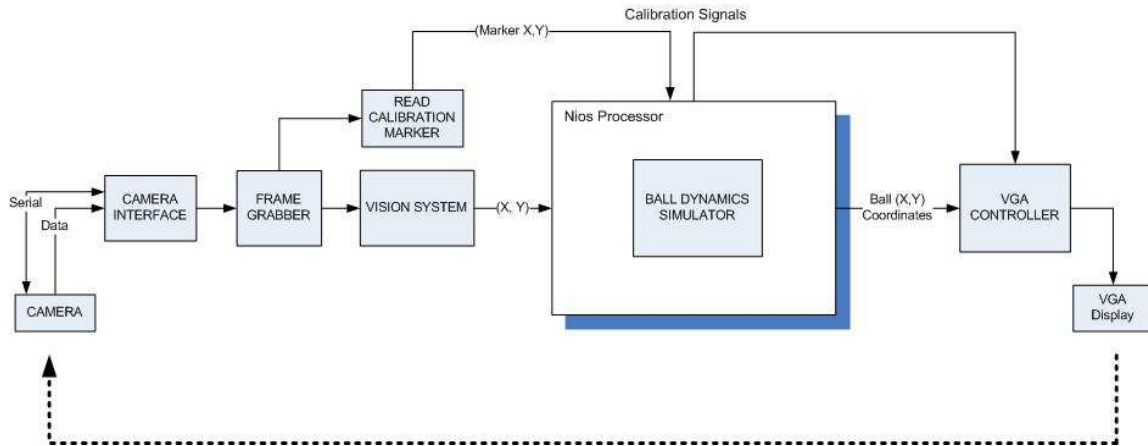 Calibration Signals
(Marker X,Y)
READ
CALIBRATION
MARKER
Nios Processor
CAMERA
INTERFACE
FRAME
GRABBER
VISION SYSTEM
(X, Y)
BALL DYNAMICS
SIMULATOR
Ball (X,Y)
Coordinates
VGA
CONTROLLER
Serial
Data
CAMERA
VGA
Display